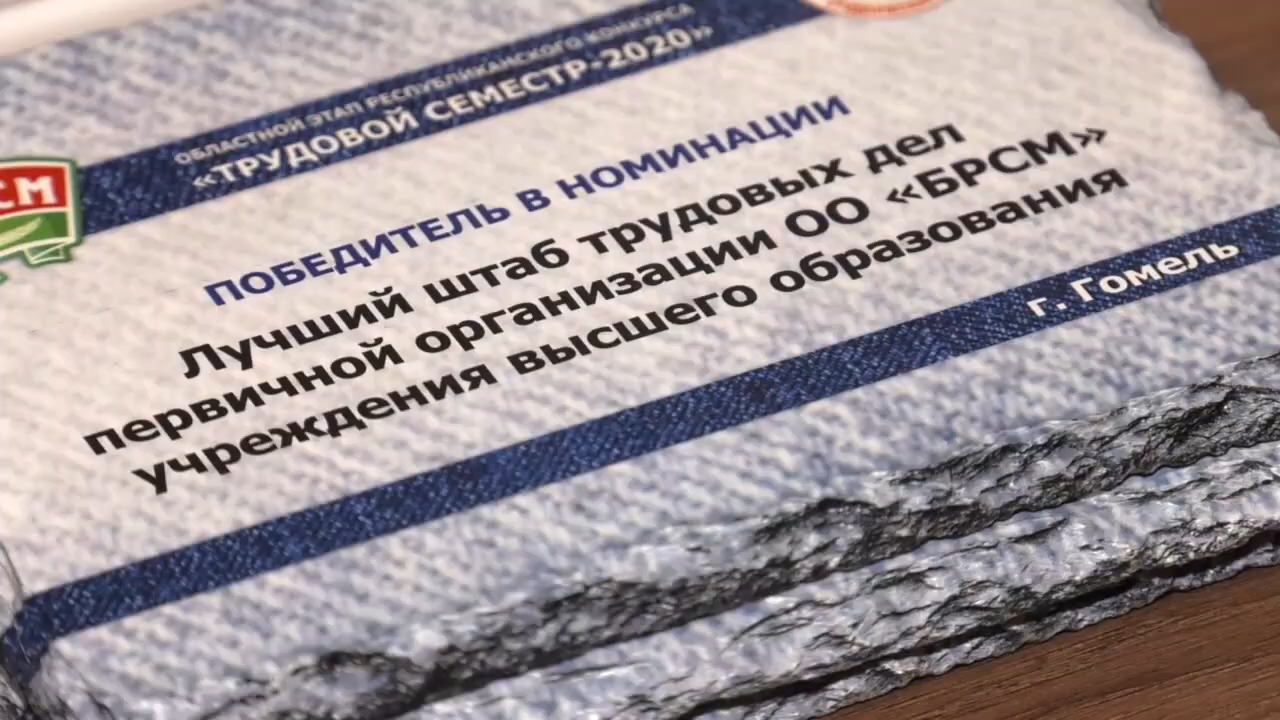 ОБЛАСТНОЙ ЭТАП РЕСПУБЛИКАНСКОГО КОНКУРСА
«ТРУДОВОЙ СЕМЕСТР-2020»
СМ
ПОБЕДИТЕЛЬ В НОМИНАЦИИ
Лучший штаб трудовых дел
первичной организации ОО «БРСМ»
учреждения высшего образования
г. Гомель